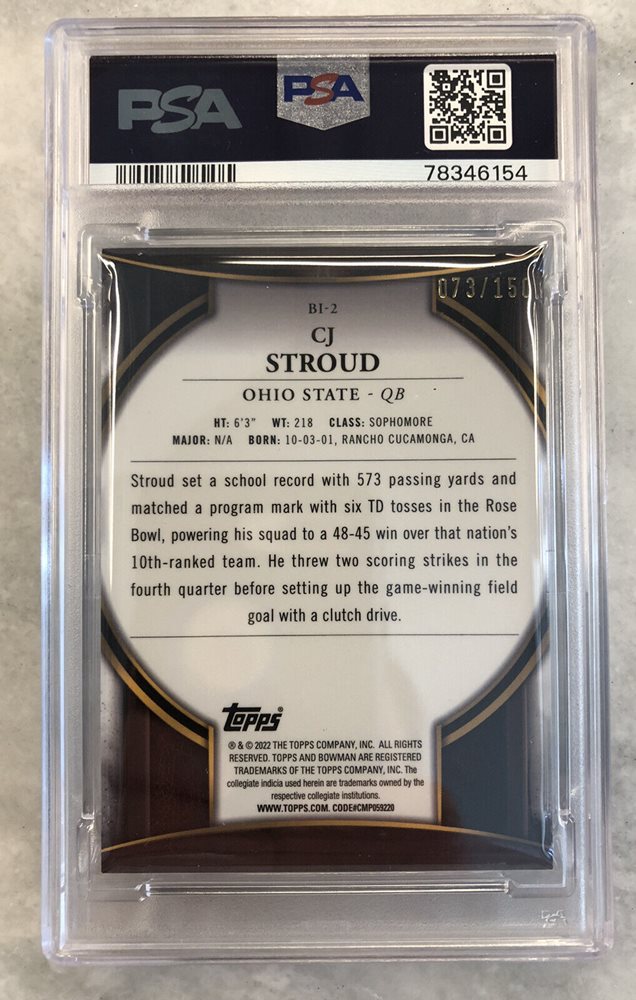 PSA PSA
78346154
073/150
BI-2
CJ
STROUD
OHIO STATE - QB
HT: 6'3" WT: 218 CLASS: SOPHOMORE
MAJOR: N/A BORN: 10-03-01, RANCHO CUCAMONGA, CA
Stroud set a school record with 573 passing yards and
matched a program mark with six TD tosses in the Rose
Bowl, powering his squad to a 48-45 win over that nation's
10th-ranked team. He threw two scoring strikes in the
fourth quarter before setting up the game-winning field
goal with a clutch drive.
topps®
® & © 2022 THE TOPPS COMPANY, INC. ALL RIGHTS
RESERVED. TOPPS AND BOWMAN ARE REGISTERED
TRADEMARKS OF THE TOPPS COMPANY, INC. The
collegiate indicia used herein are trademarks owned by the
respective collegiate institutions.
WWW.TOPPS.COM. CODE#CMP059220